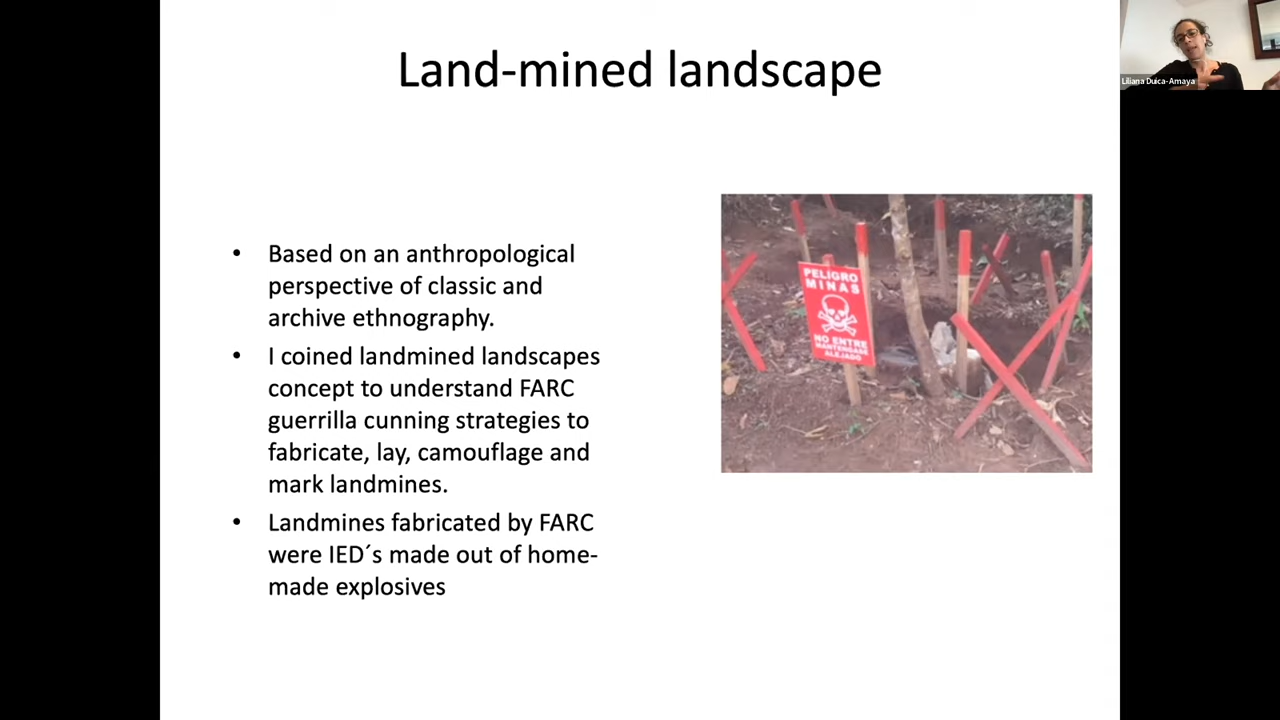 Land-mined landscape
Liliana Duica-Amaya
• Based on an anthropological
perspective of classic and
archive ethnography.
• I coined landmined landscapes
concept to understand FARC
guerrilla cunning strategies to
fabricate, lay, camouflage and
mark landmines.
• Landmines fabricated by FARC
were IED´s made out of home-
made explosives
PELIGRO
MINAS
NO ENTRE
MANTENGASE
ALEJADO